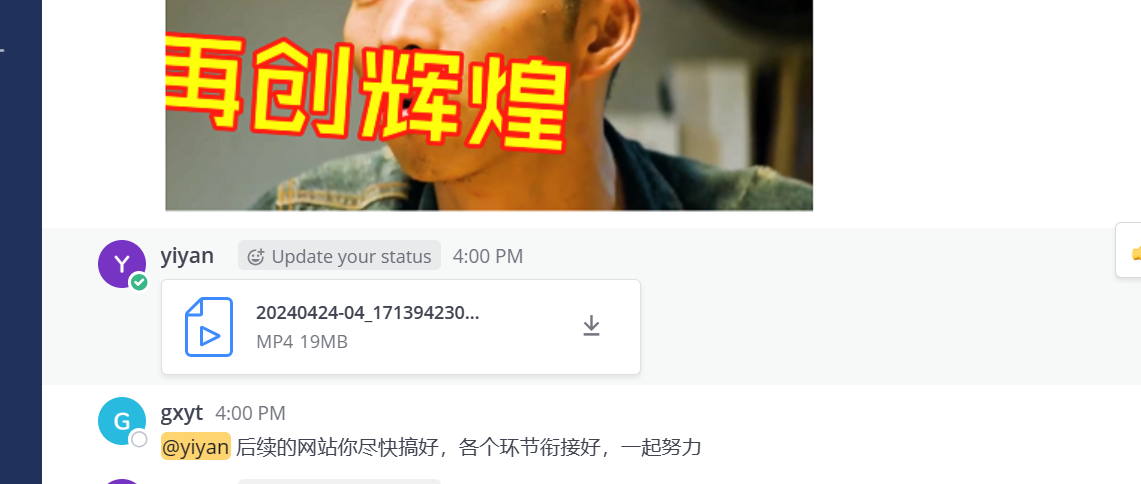 再创辉煌
Y
yiyan Update your status 4:00 PM
20240424-04_171394230...
MP4 19MB
G
gxyt 4:00 PM
@yiyan 后续的网站你尽快搞好，各个环节衔接好，一起努力